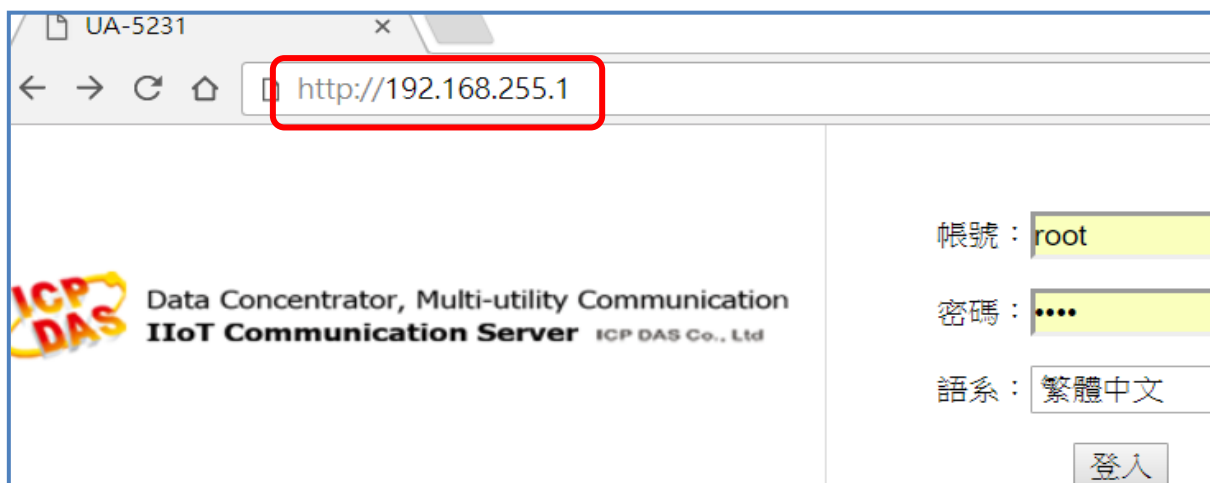 UA-5231
http://192.168.255.1
ICP DAS
Data Concentrator, Multi-utility Communication
IIoT Communication Server ICP DAS Co., Ltd
帳號：root
密碼：••••
語系：繁體中文
登入